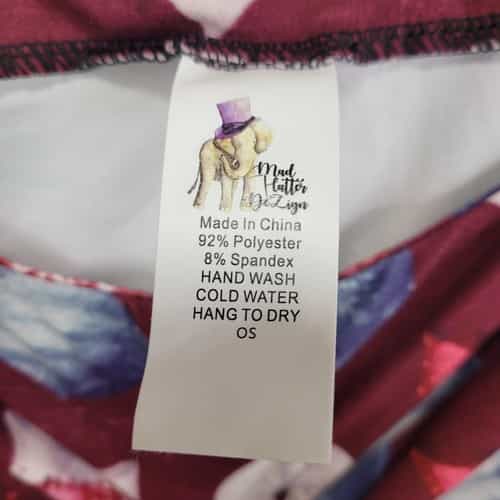 Mad
Hatter
DeZign
Made In China
92% Polyester
8% Spandex
HAND WASH
COLD WATER
HANG TO DRY
OS